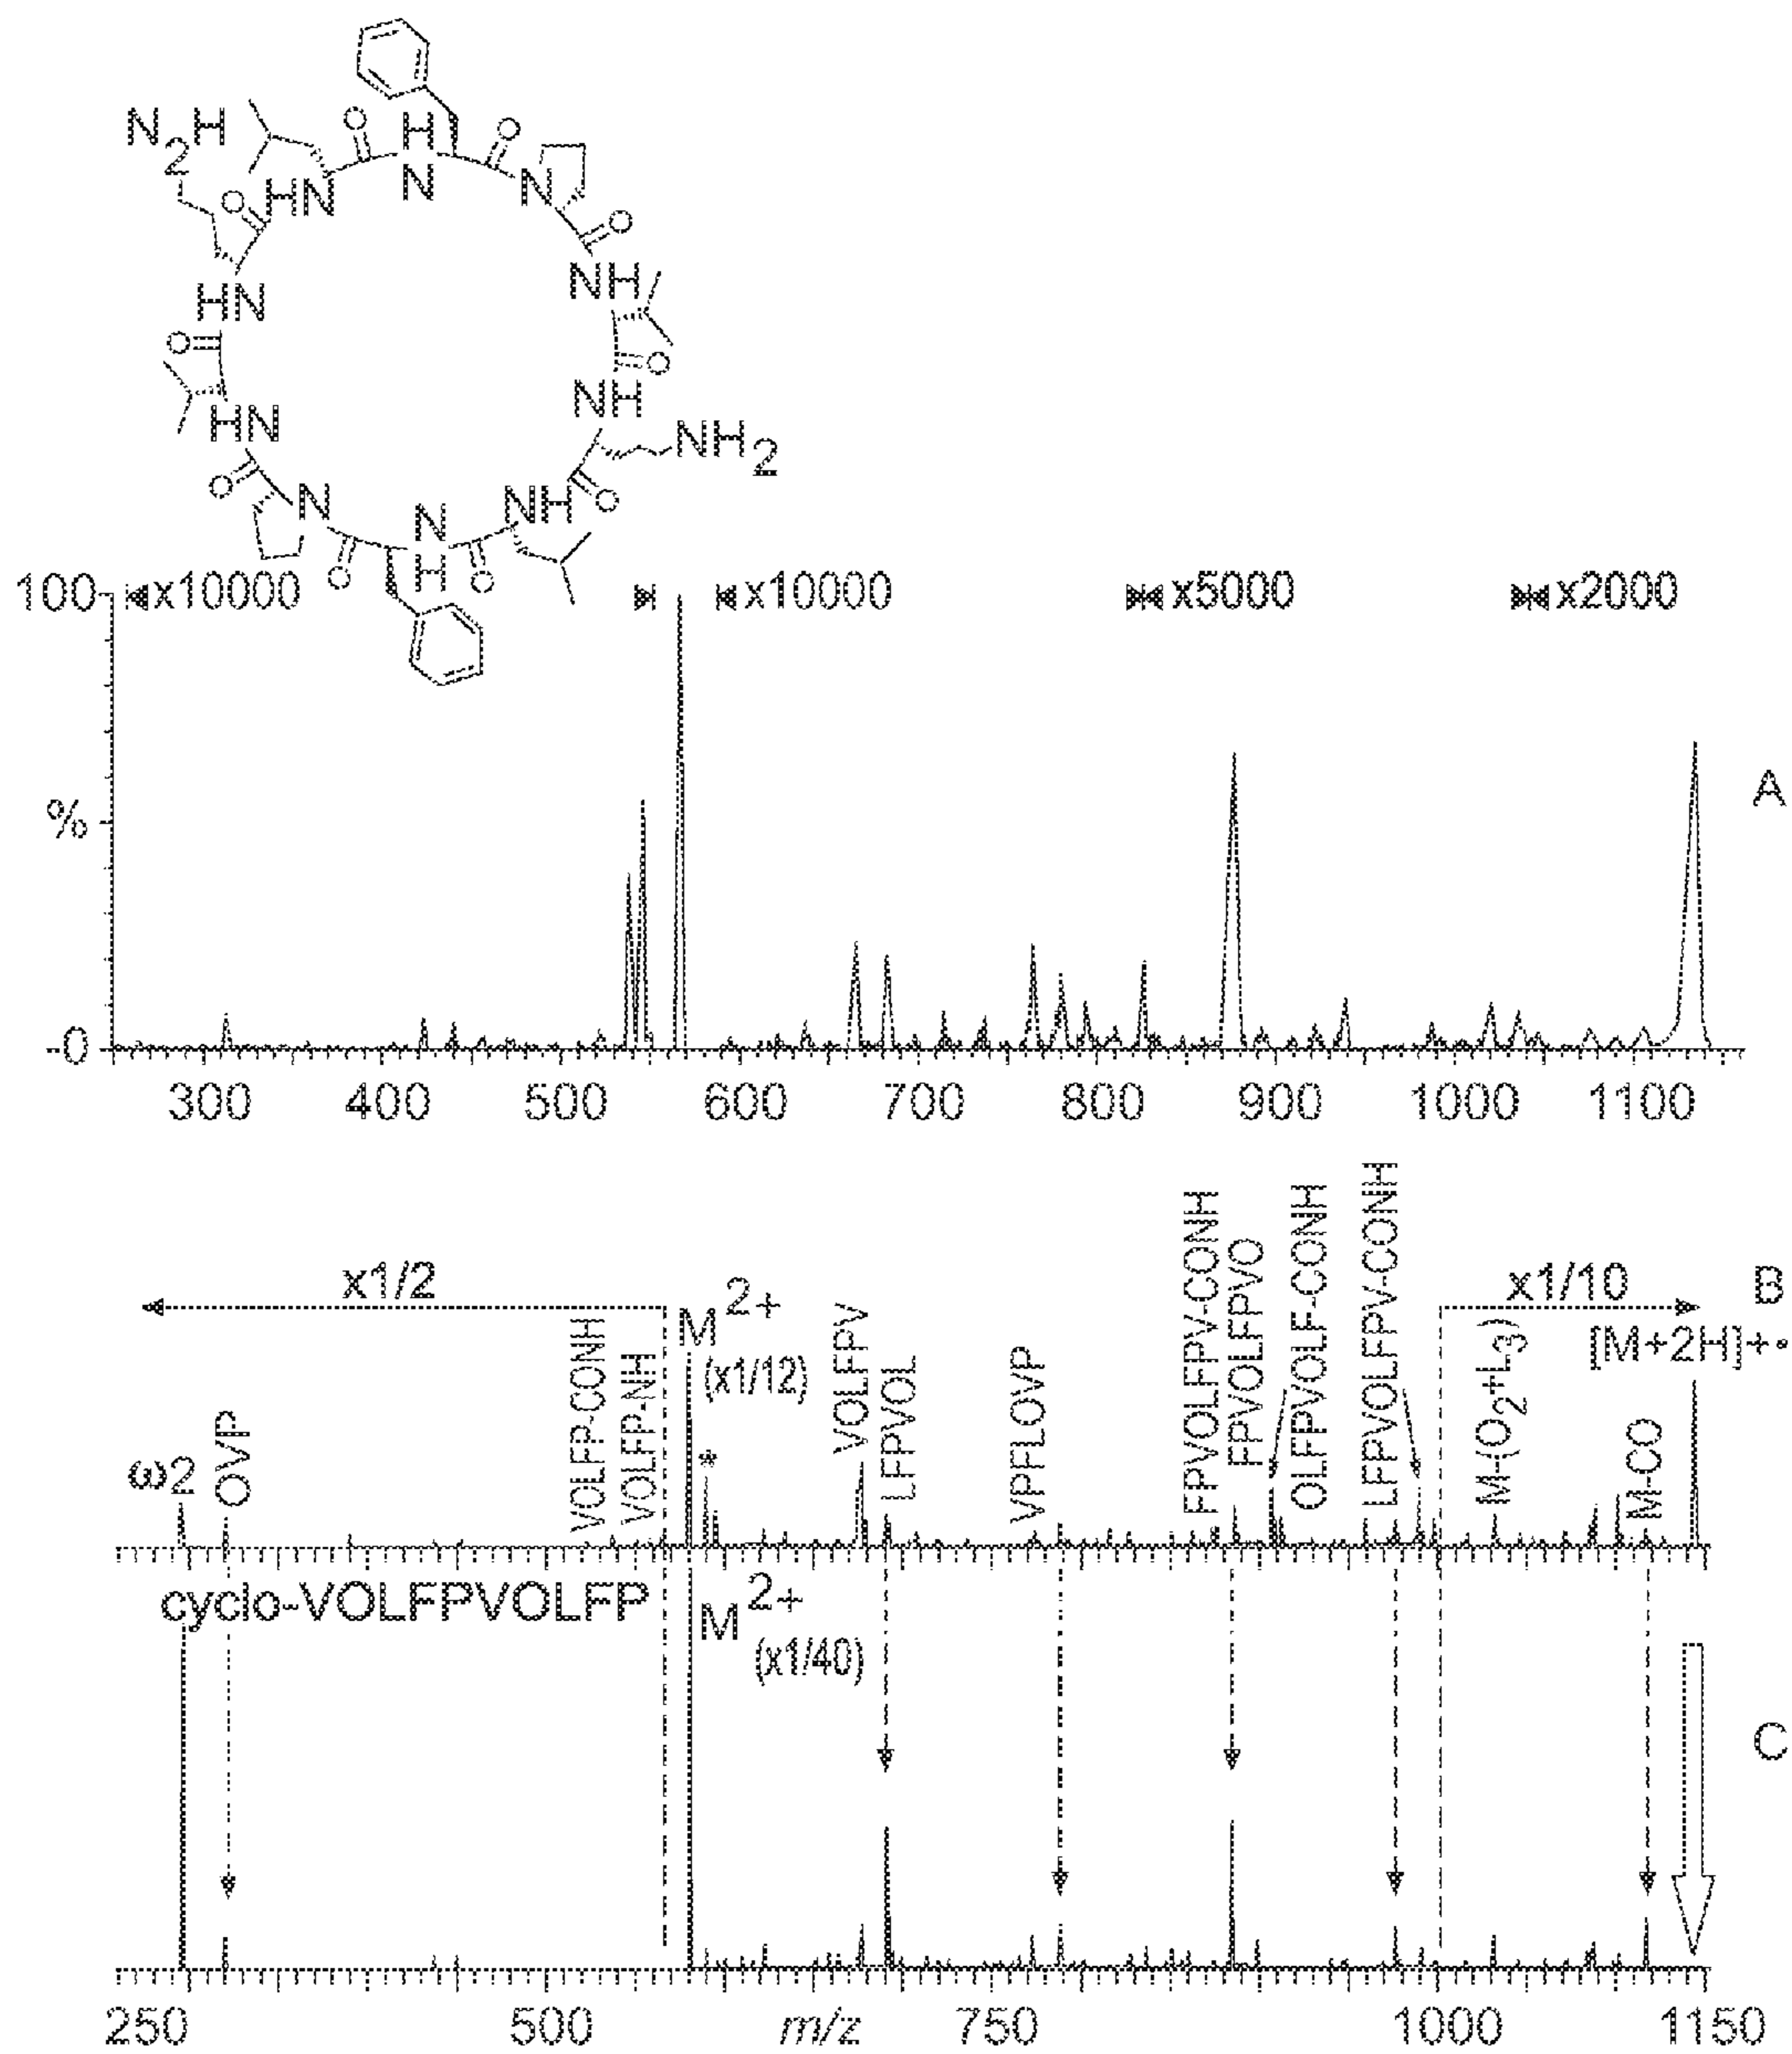 N2H
O
H
N
O
N
O
HN
O
NH
HN
O
O
NH
HN
NH2
O
N
N
H
NH
O
O
O
100
x10000
x10000
x5000
x2000
%
A
-0
300
400
500
600
700
800
900
1000
1100
x1/2
x1/10
B
ω2
OVP
VOLFP-CONH
VOLFP-NH
M2+
(x1/12)
*
VOLFPV
LFPVOL
VPFLOVP
FPVOLFPV-CONH
FPVOLFPVO
OLFPVOLF-CONH
LFPVOLFPV-CONH
M-(O2+L3)
M-CO
[M+2H]+•
cyclo-VOLFPVOLFP
M2+
(x1/40)
C
250
500
m/z
750
1000
1150